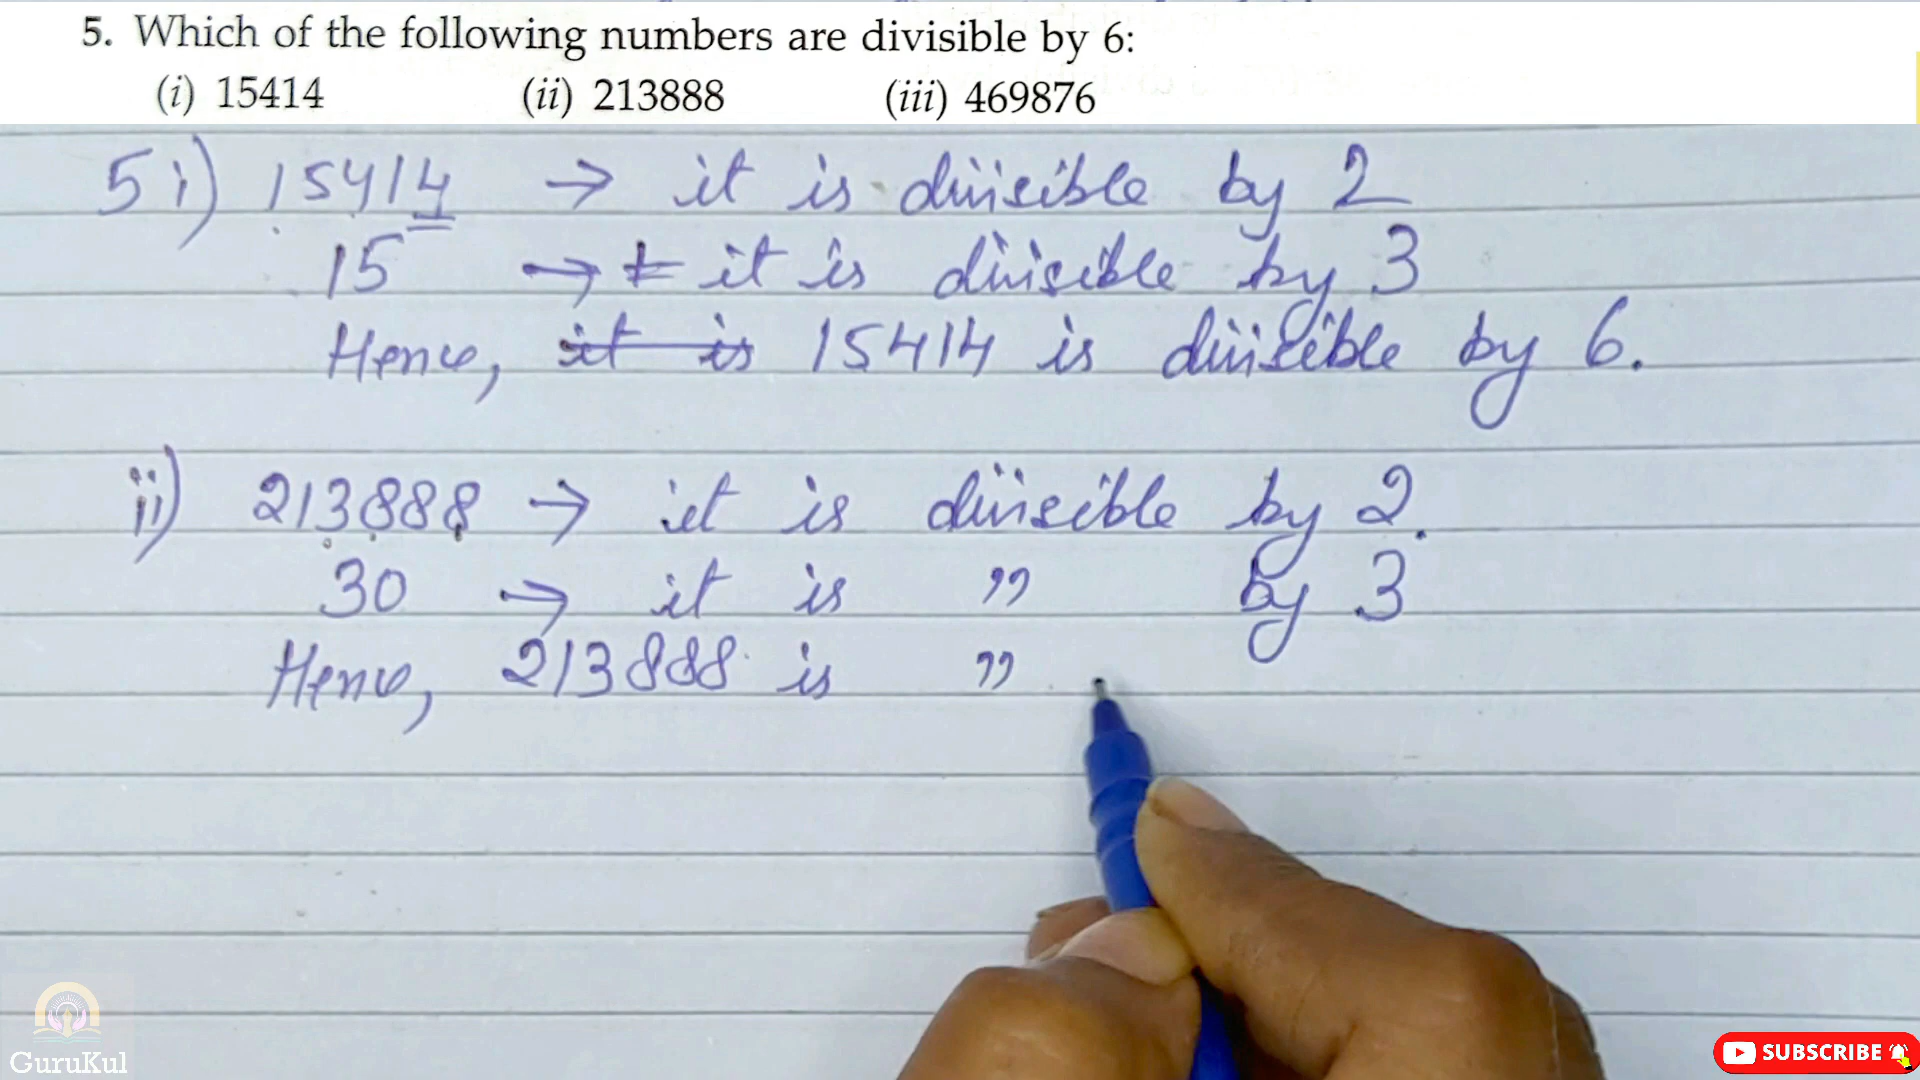 5. Which of the following numbers are divisible by 6:
(i) 15414 (ii) 213888 (iii) 469876
5 i) 15414 → it is divisible by 2
15 → t it is divisible by 3
Hence, it is 15414 is divisible by 6.
ii) 213888 → it is divisible by 2.
30 → it is " by 3
Hence, 213888 is "
GuruKul
SUBSCRIBE